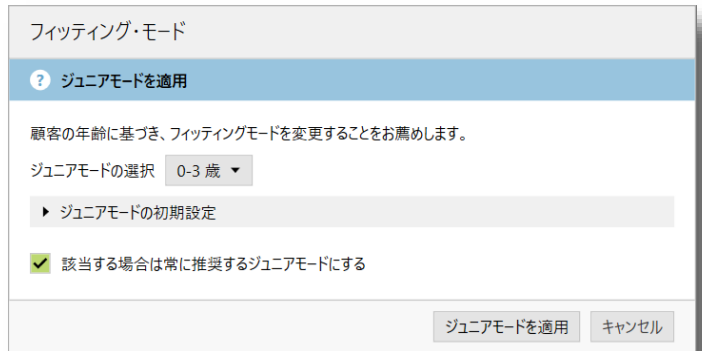 フィッティング・モード
? ジュニアモードを適用
顧客の年齢に基づき、フィッティングモードを変更することをお薦めします。
ジュニアモードの選択 0-3 歳
ジュニアモードの初期設定
該当する場合は常に推奨するジュニアモードにする
ジュニアモードを適用 キャンセル